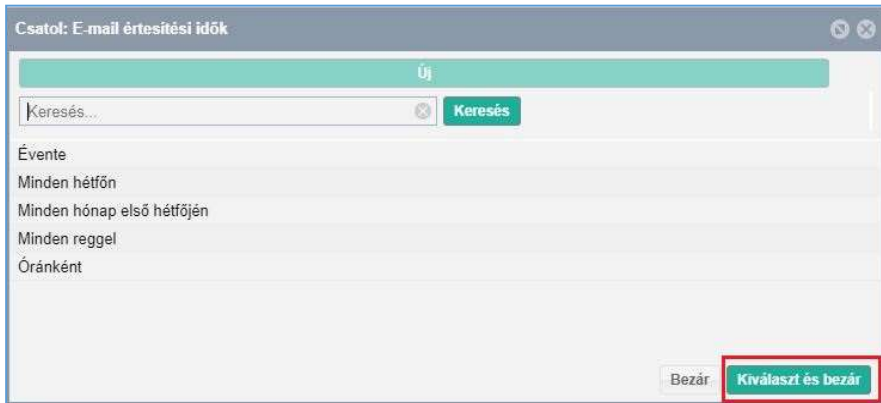 Csatol: E-mail értesítési idők
Új
Keresés... Keresés
Évente
Minden hétfőn
Minden hónap első hétfőjén
Minden reggel
Óránként
Bezár Kiválaszt és bezár